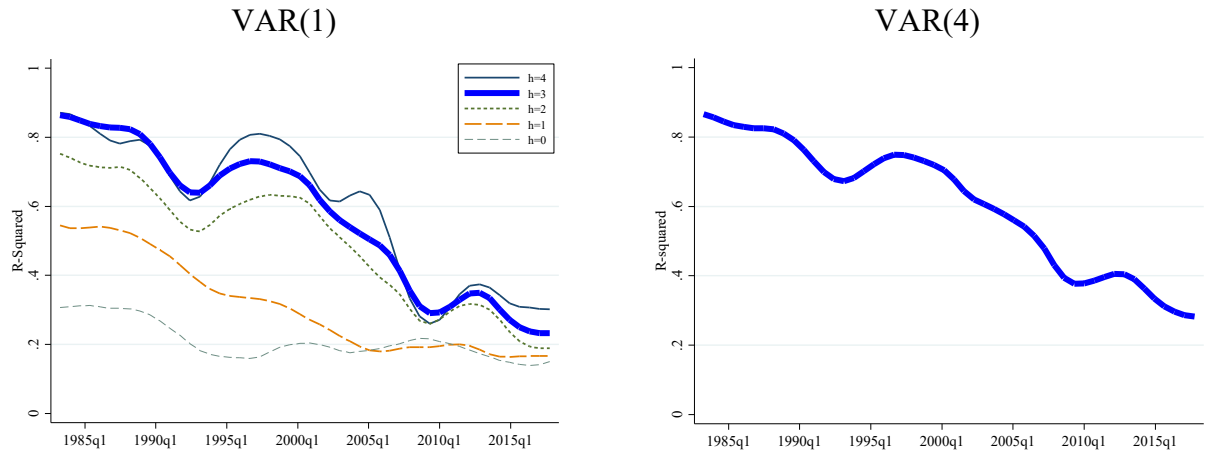 VAR(1)
R-Squared
1
.8
.6
.4
.2
0
h=4
h=3
h=2
h=1
h=0
1985q1 1990q1 1995q1 2000q1 2005q1 2010q1 2015q1
VAR(4)
R-squared
1
.8
.6
.4
.2
0
1985q1 1990q1 1995q1 2000q1 2005q1 2010q1 2015q1